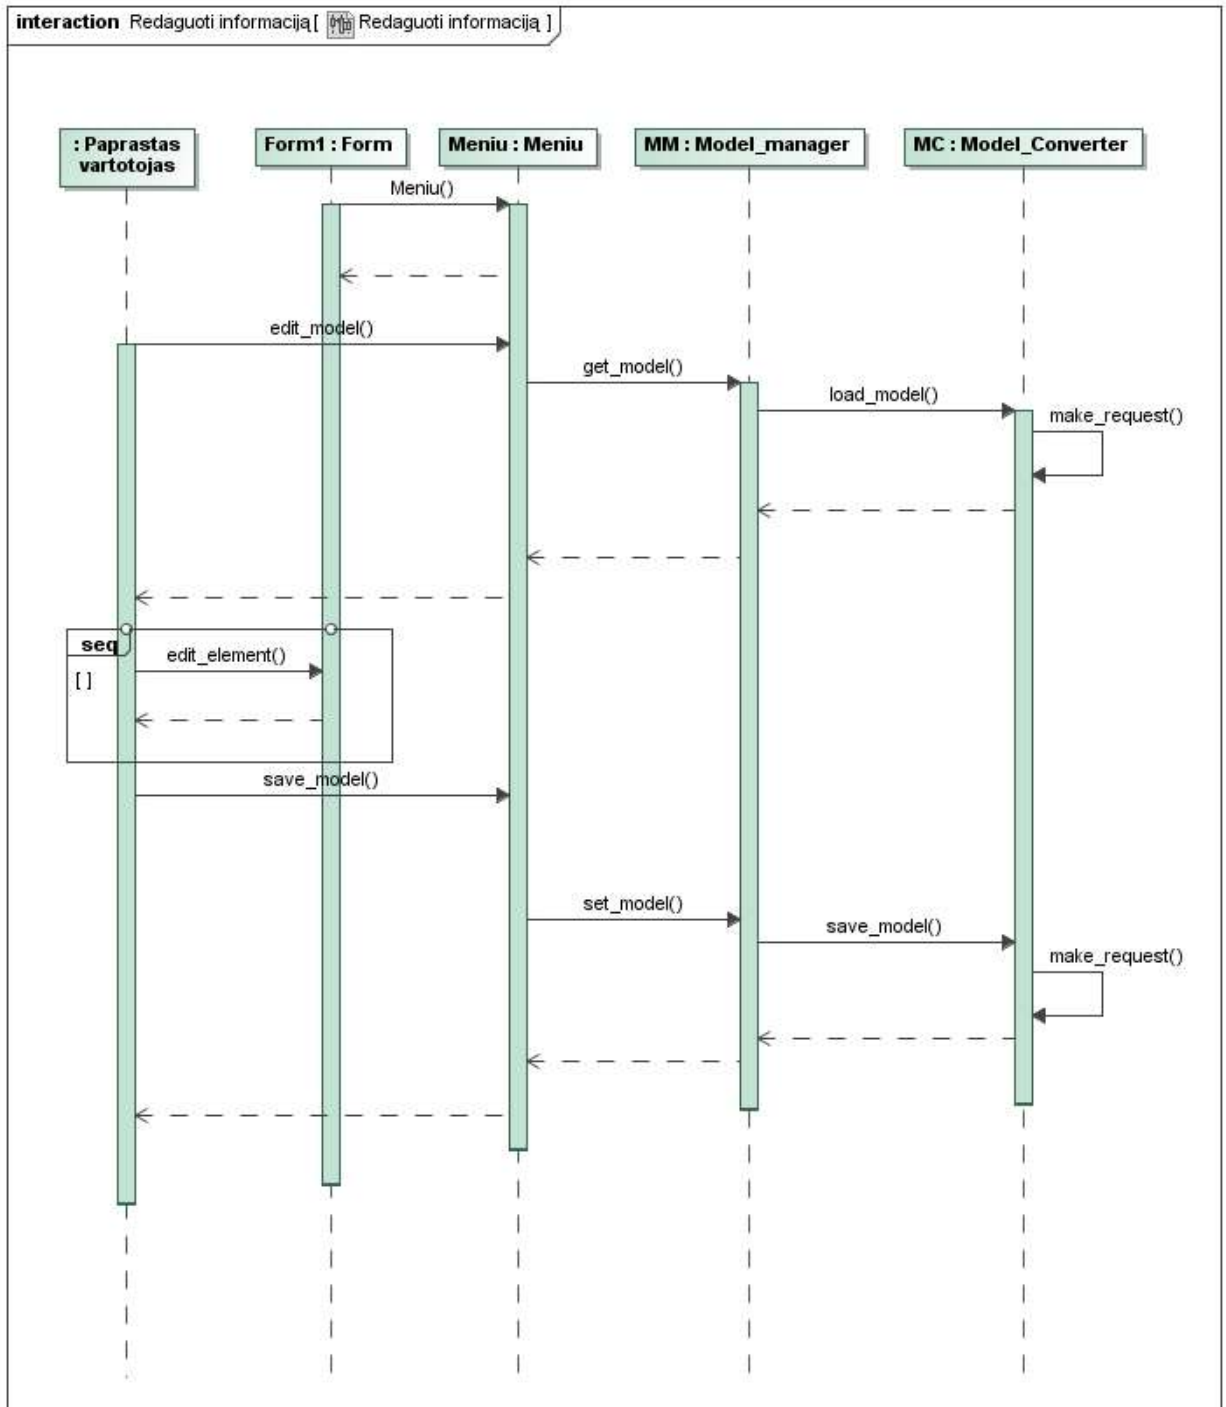 interaction Redaguoti informaciją[ Redaguoti informaciją ]
: Paprastas
vartotojas
Form1 : Form
Meniu : Meniu
MM : Model_manager
MC : Model_Converter
Meniu()
edit_model()
get_model()
load_model()
make_request()
seq
edit_element()
[ ]
save_model()
set_model()
save_model()
make_request()